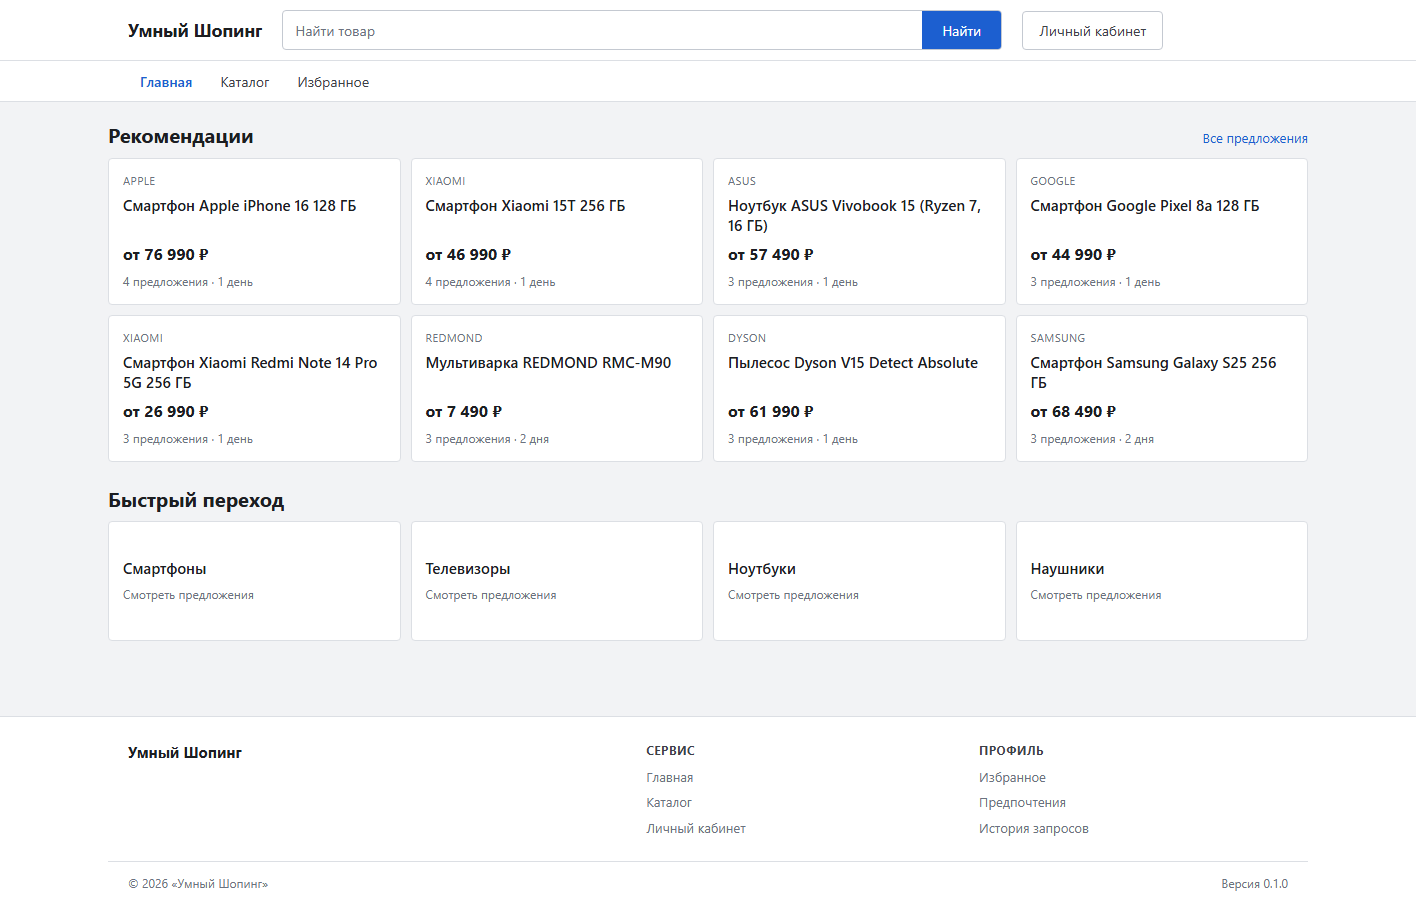 Умный Шопинг
Найти товар
Найти
Личный кабинет
Главная
Каталог
Избранное
Рекомендации
Все предложения
APPLE
Смартфон Apple iPhone 16 128 ГБ
от 76 990 ₽
4 предложения · 1 день
XIAOMI
Смартфон Xiaomi 15T 256 ГБ
от 46 990 ₽
4 предложения · 1 день
ASUS
Ноутбук ASUS Vivobook 15 (Ryzen 7,
16 ГБ)
от 57 490 ₽
3 предложения · 1 день
GOOGLE
Смартфон Google Pixel 8a 128 ГБ
от 44 990 ₽
3 предложения · 1 день
XIAOMI
Смартфон Xiaomi Redmi Note 14 Pro
5G 256 ГБ
от 26 990 ₽
3 предложения · 1 день
REDMOND
Мультиварка REDMOND RMC-M90
от 7 490 ₽
3 предложения · 2 дня
DYSON
Пылесос Dyson V15 Detect Absolute
от 61 990 ₽
3 предложения · 1 день
SAMSUNG
Смартфон Samsung Galaxy S25 256
ГБ
от 68 490 ₽
3 предложения · 2 дня
Быстрый переход
Смартфоны
Смотреть предложения
Телевизоры
Смотреть предложения
Ноутбуки
Смотреть предложения
Наушники
Смотреть предложения
Умный Шопинг
СЕРВИС
Главная
Каталог
Личный кабинет
ПРОФИЛЬ
Избранное
Предпочтения
История запросов
© 2026 «Умный Шопинг»
Версия 0.1.0